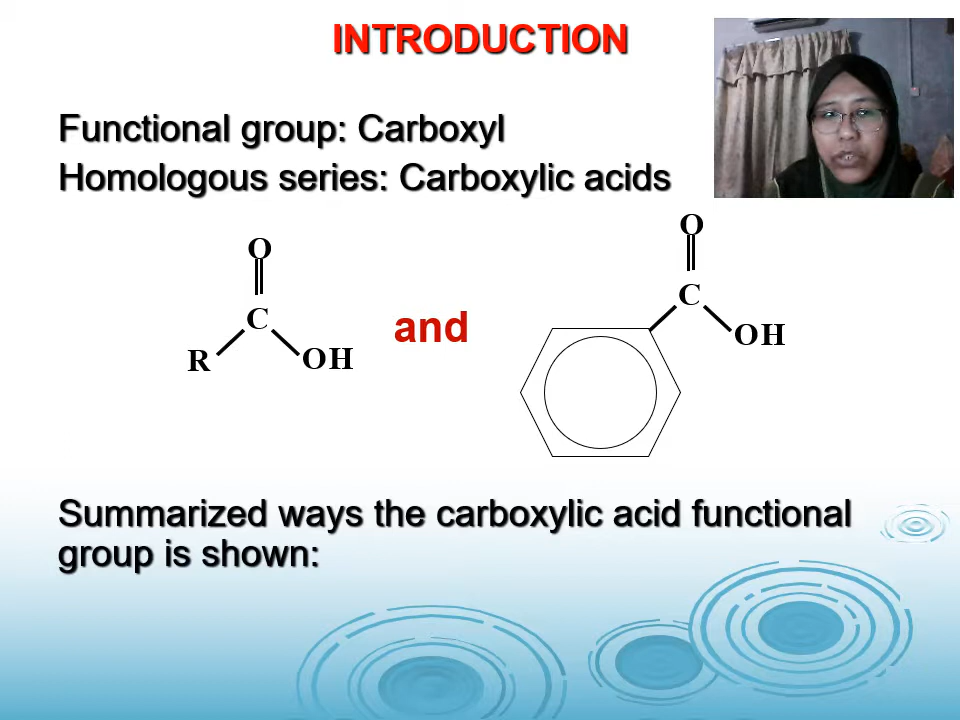 INTRODUCTION
Functional group: Carboxyl
Homologous series: Carboxylic acids
O
C
R
OH
and
O
C
OH
Summarized ways the carboxylic acid functional
group is shown: